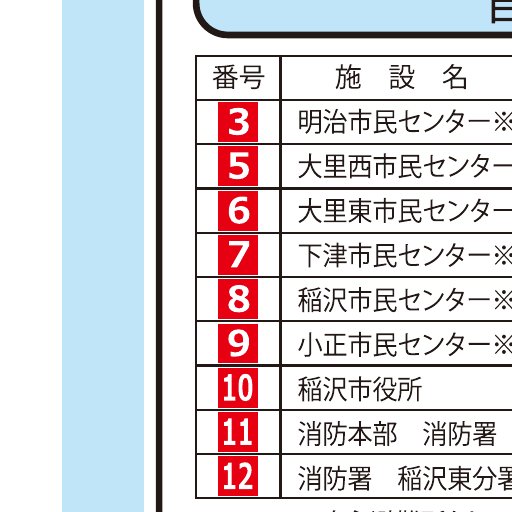 番号 施設名
3 明治市民センター※
5 大里西市民センター
6 大里東市民センター
7 下津市民センター※
8 稲沢市民センター※
9 小正市民センター※
10 稲沢市役所
11 消防本部 消防署
12 消防署 稲沢東分署